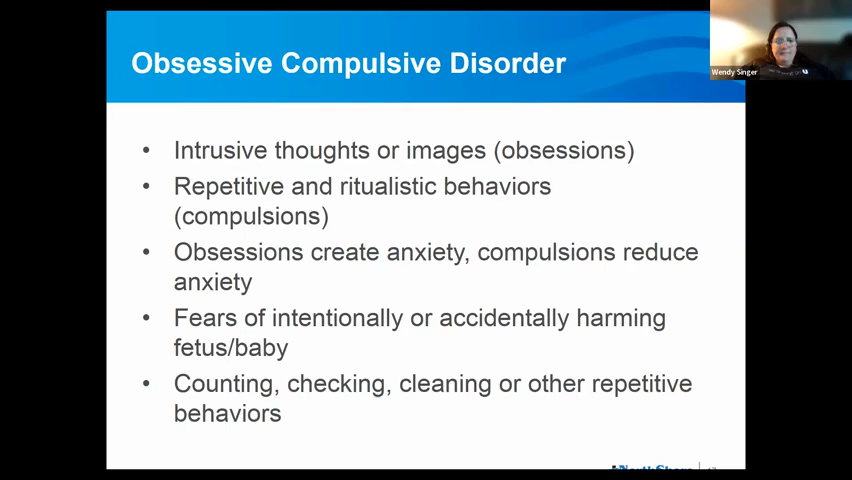 Obsessive Compulsive Disorder
Wendy Singer
• Intrusive thoughts or images (obsessions)
• Repetitive and ritualistic behaviors
(compulsions)
• Obsessions create anxiety, compulsions reduce
anxiety
• Fears of intentionally or accidentally harming
fetus/baby
• Counting, checking, cleaning or other repetitive
behaviors
NorthShore